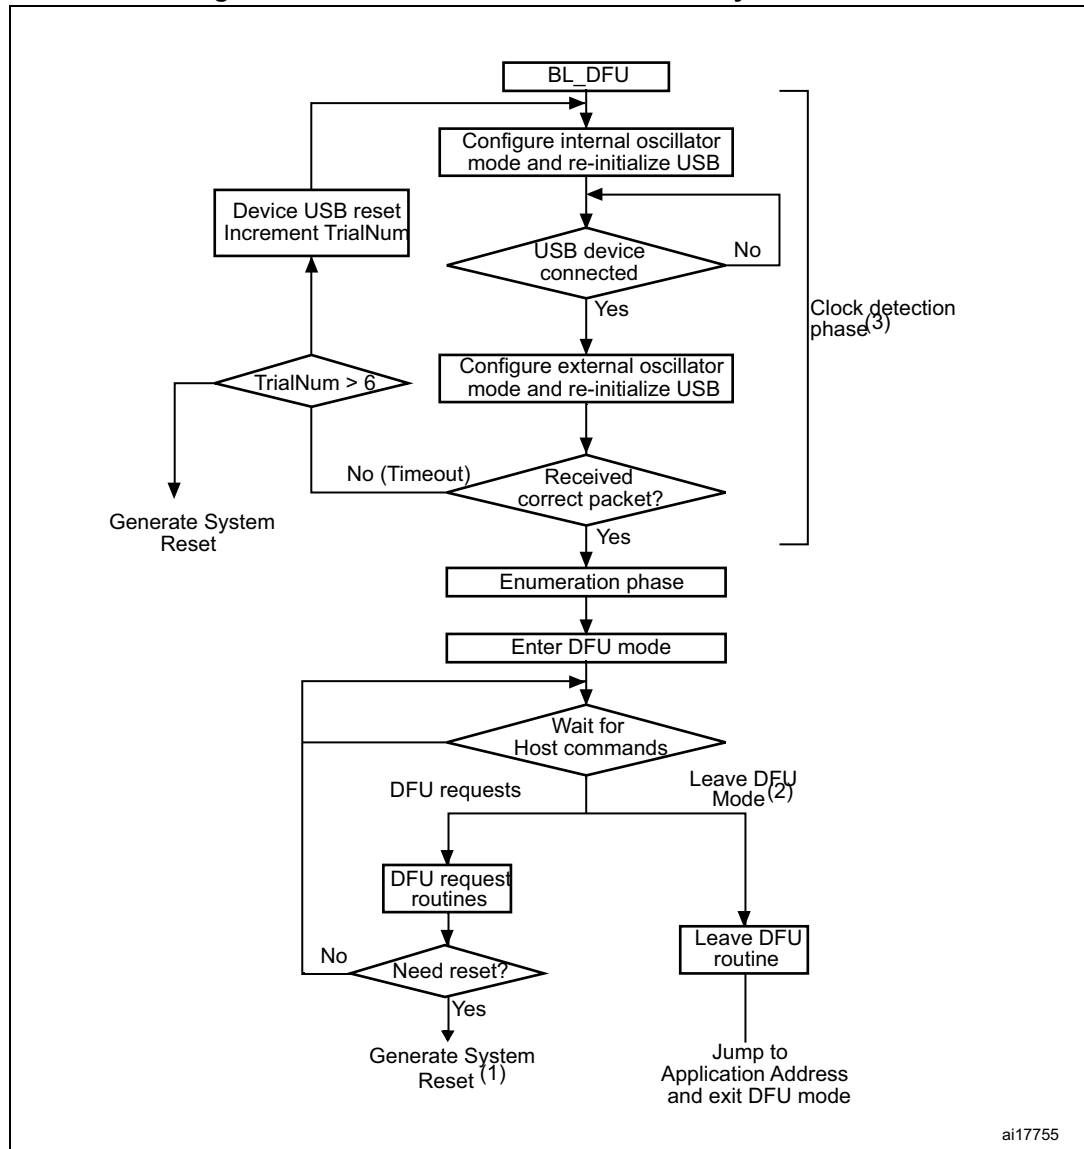 BL_DFU
Configure internal oscillator
mode and re-initialize USB
Device USB reset
Increment TrialNum
USB device
connected
No
Yes
Clock detection
phase(3)
Configure external oscillator
mode and re-initialize USB
TrialNum > 6
No (Timeout)
Received
correct packet?
Generate System
Reset
Yes
Enumeration phase
Enter DFU mode
Wait for
Host commands
DFU requests
Leave DFU
Mode (2)
DFU request
routines
Leave DFU
routine
No
Need reset?
Yes
Generate System
Reset (1)
Jump to
Application Address
and exit DFU mode
ai17755